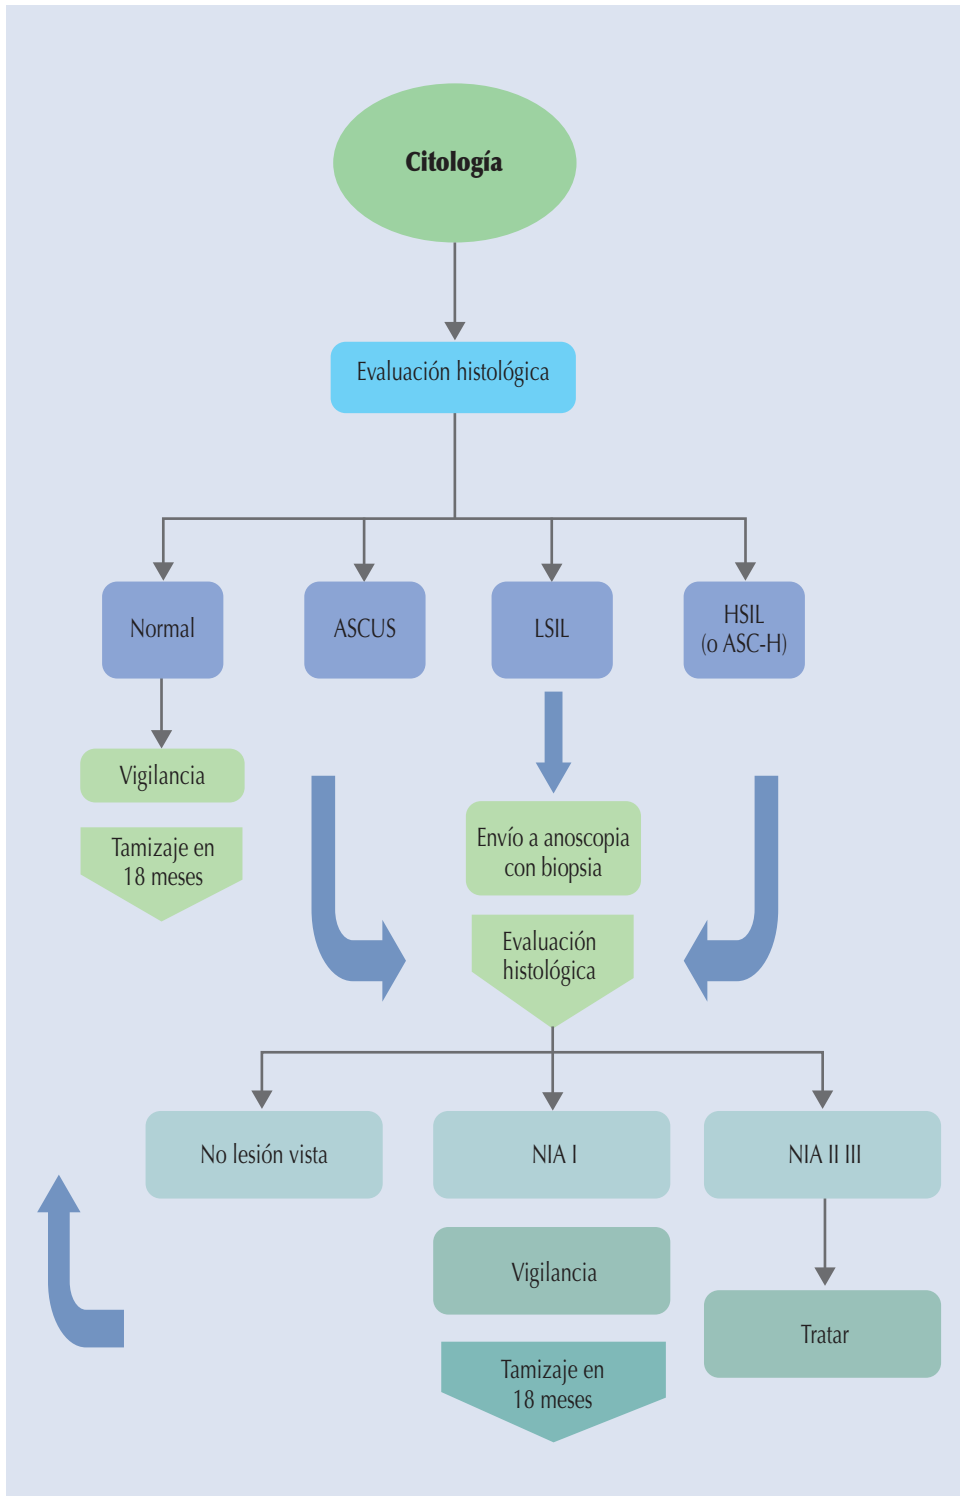 Citología
Evaluación histológica
Normal
ASCUS
LSIL
HSIL
(o ASC-H)
Vigilancia
Tamizaje en
18 meses
Envío a anoscopia
con biopsia
Evaluación
histológica
No lesión vista
NIA I
NIA II III
Vigilancia
Tratar
Tamizaje en
18 meses